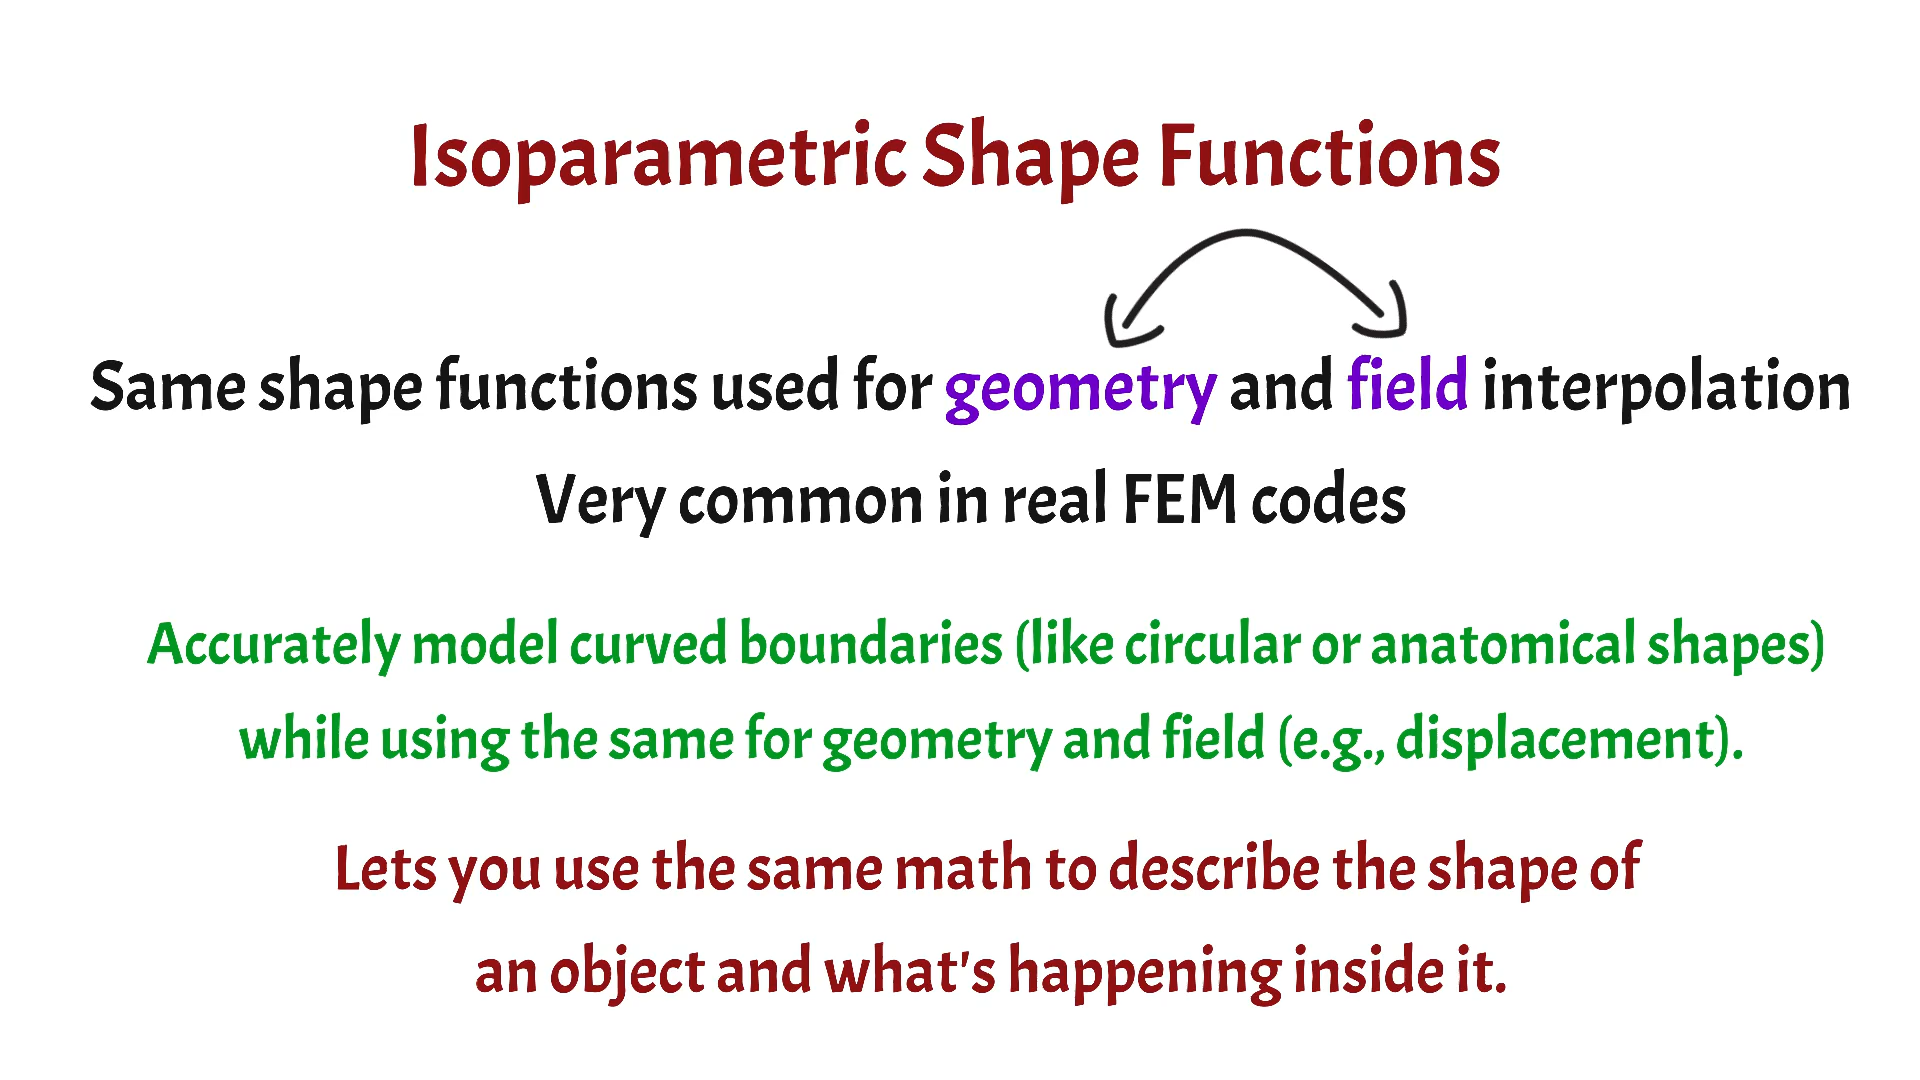 Isoparametric Shape Functions
Same shape functions used for geometry and field interpolation
Very common in real FEM codes
Accurately model curved boundaries (like circular or anatomical shapes)
while using the same for geometry and field (e.g., displacement).
Lets you use the same math to describe the shape of
an object and what's happening inside it.